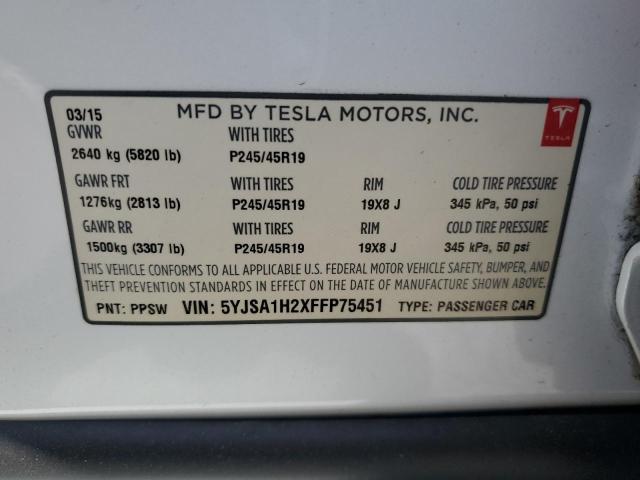 03/15 MFD BY TESLA MOTORS, INC.
GVWR WITH TIRES
2640 kg (5820 lb) P245/45R19
TESLA
GAWR FRT WITH TIRES RIM COLD TIRE PRESSURE
1276kg (2813 lb) P245/45R19 19X8 J 345 kPa, 50 psi
GAWR RR WITH TIRES RIM COLD TIRE PRESSURE
1500kg (3307 lb) P245/45R19 19X8 J 345 kPa, 50 psi
THIS VEHICLE CONFORMS TO ALL APPLICABLE U.S. FEDERAL MOTOR VEHICLE SAFETY, BUMPER, AND
THEFT PREVENTION STANDARDS IN EFFECT ON THE DATE OF MANUFACTURE SHOWN ABOVE.
PNT: PPSW VIN: 5YJSA1H2XFFP75451 TYPE: PASSENGER CAR